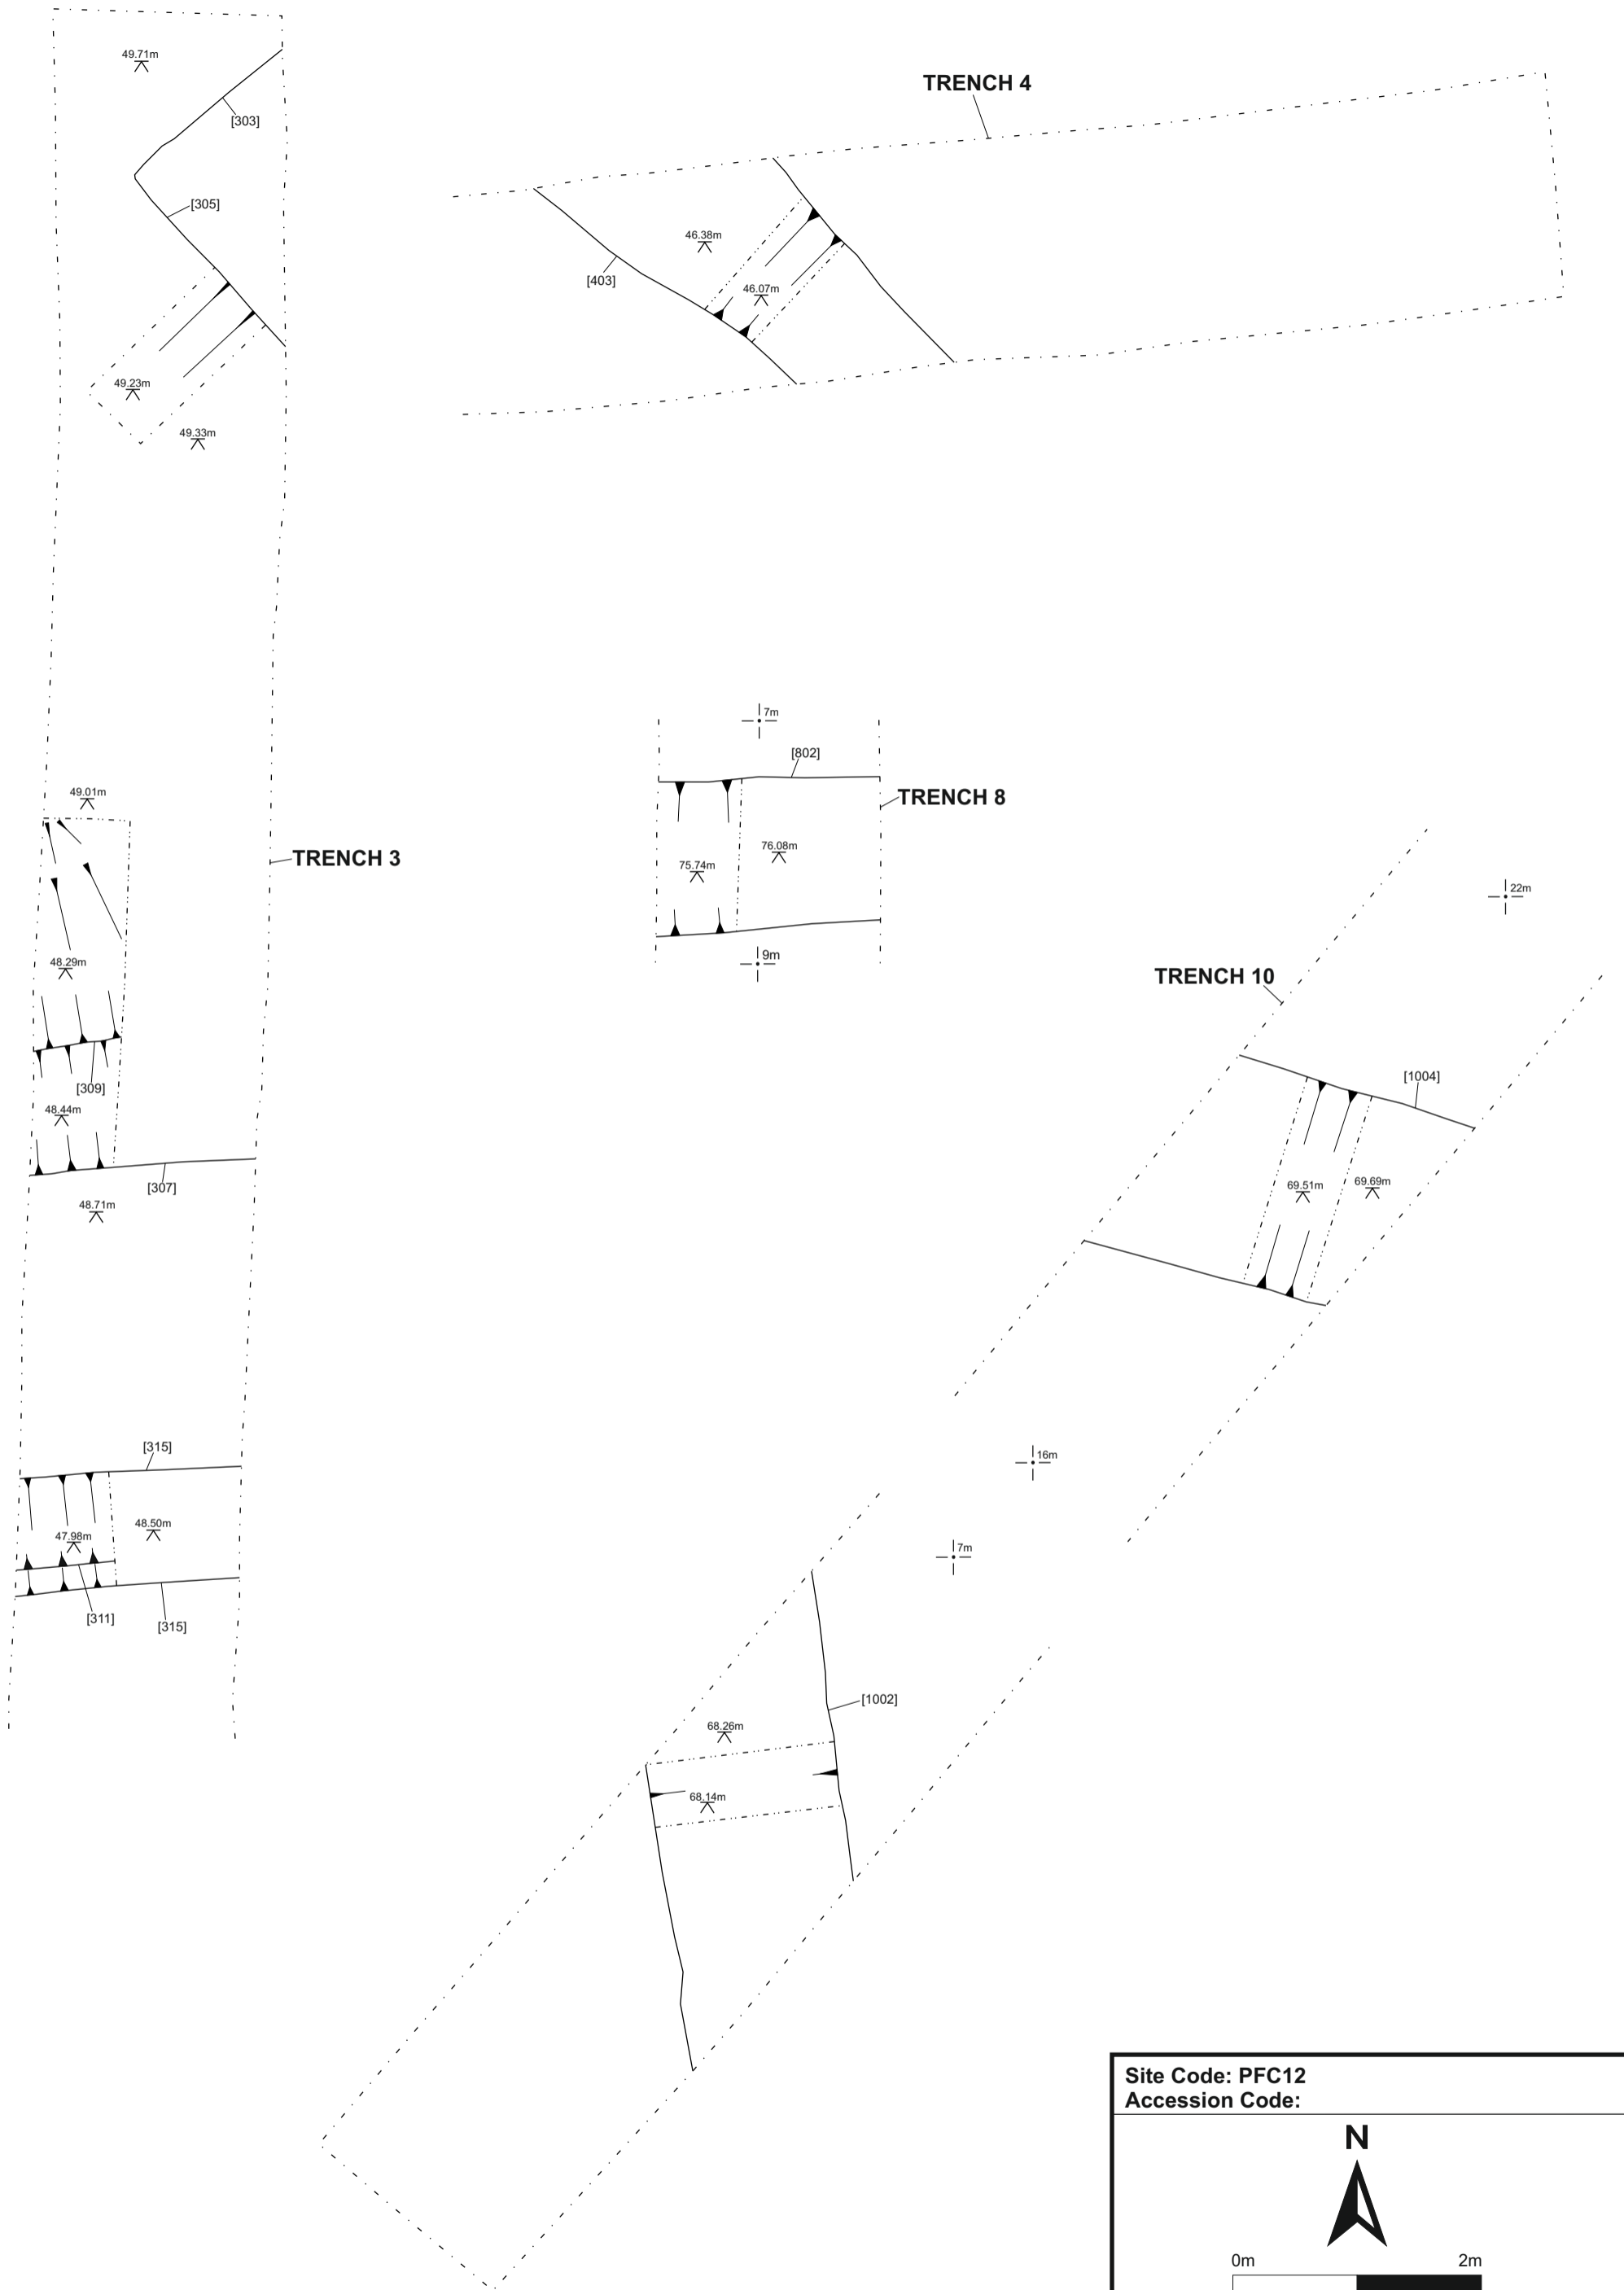 49.71m
[303]
[305]
49.23m
49.33m
TRENCH 4
46.38m
[403]
46.07m
49.01m
TRENCH 3
48.29m
[309]
48.44m
[307]
48.71m
[315]
48.50m
47.98m
[311]
[315]
7m
[802]
TRENCH 8
76.08m
75.74m
9m
22m
TRENCH 10
[1004]
69.51m
69.69m
16m
7m
[1002]
68.26m
68.14m
Site Code: PFC12
Accession Code:
N
0m 2m